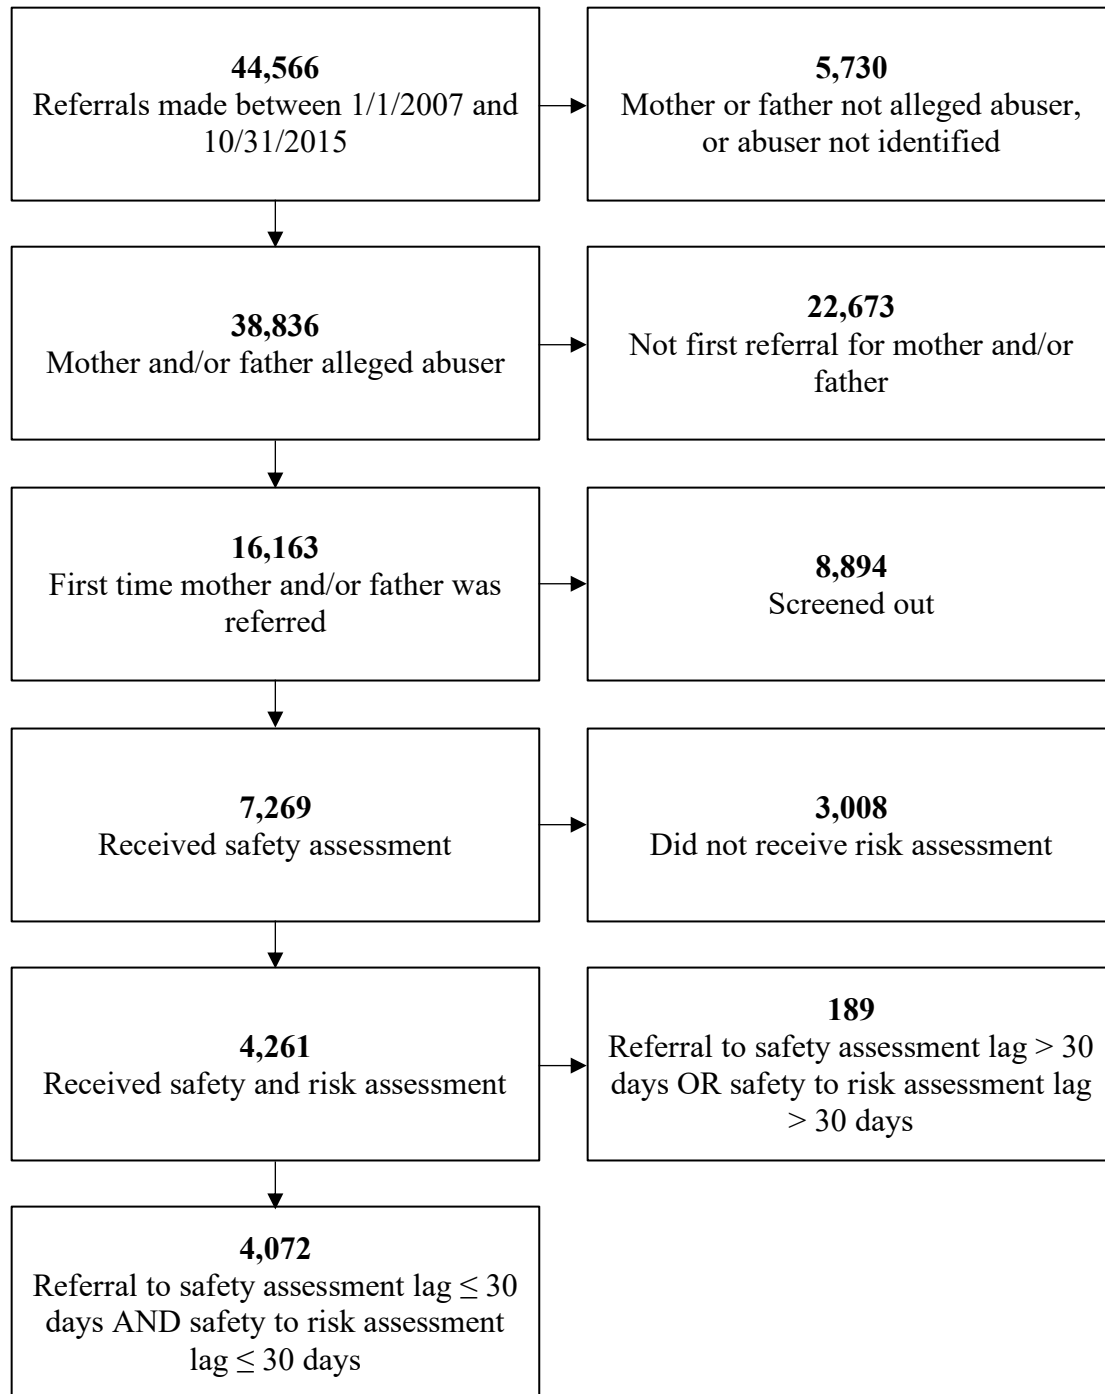 44,566
Referrals made between 1/1/2007 and
10/31/2015
5,730
Mother or father not alleged abuser,
or abuser not identified
38,836
Mother and/or father alleged abuser
22,673
Not first referral for mother and/or
father
16,163
First time mother and/or father was
referred
8,894
Screened out
7,269
Received safety assessment
3,008
Did not receive risk assessment
4,261
Received safety and risk assessment
189
Referral to safety assessment lag > 30
days OR safety to risk assessment lag
> 30 days
4,072
Referral to safety assessment lag ≤ 30
days AND safety to risk assessment
lag ≤ 30 days